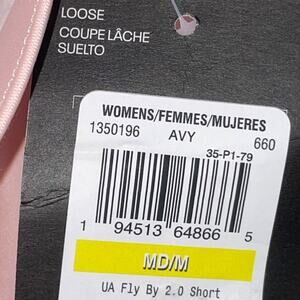 LOOSE
COUPE LÂCHE
SUELTO
WOMENS/FEMMES/MUJERES
1350196 AVY 660
35-P1-79
1 94513 64866 5
MD/M
UA Fly By 2.0 Short